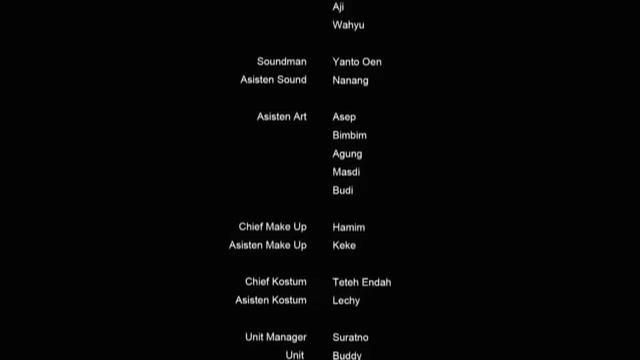 Aji
Wahyu
Soundman Yanto Oen
Asisten Sound Nanang
Asisten Art Asep
Bimbim
Agung
Masdi
Budi
Chief Make Up Hamim
Asisten Make Up Keke
Chief Kostum Teteh Endah
Asisten Kostum Lechy
Unit Manager Suratno
Unit Buddy